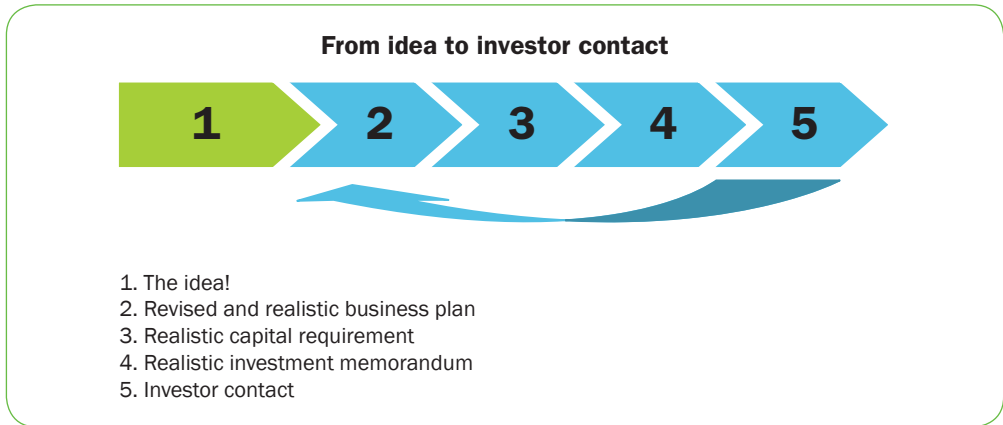 From idea to investor contact
1 2 3 4 5
1. The idea!
2. Revised and realistic business plan
3. Realistic capital requirement
4. Realistic investment memorandum
5. Investor contact